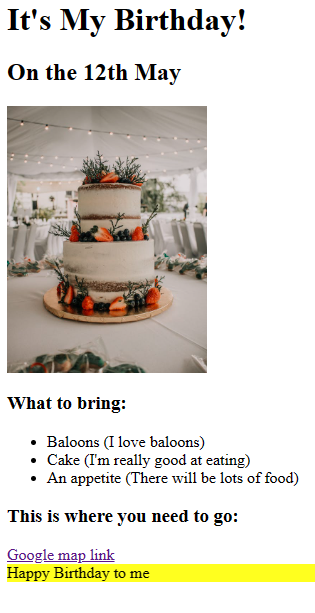 It's My Birthday!
On the 12th May
What to bring:
Baloons (I love baloons)
Cake (I'm really good at eating)
An appetite (There will be lots of food)
This is where you need to go:
Google map link
Happy Birthday to me